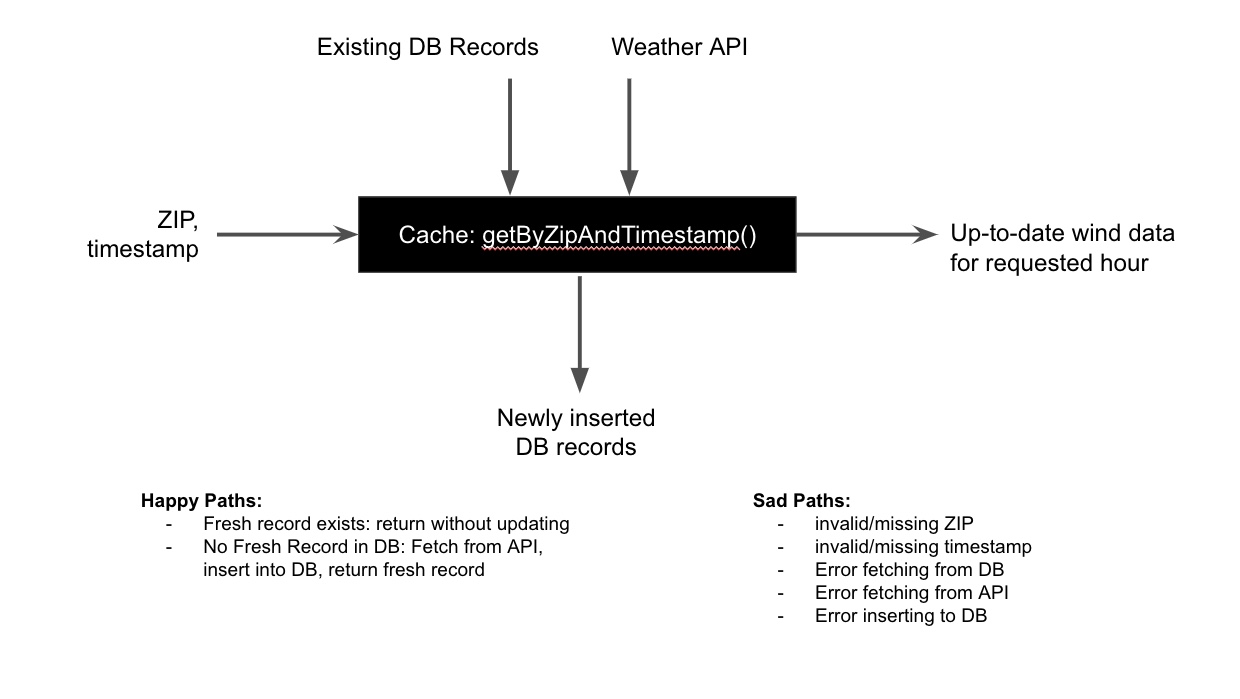 Existing DB Records
Weather API
ZIP,
timestamp
Cache: getByZipAndTimestamp()
Up-to-date wind data
for requested hour
Newly inserted
DB records
Happy Paths:
- Fresh record exists: return without updating
- No Fresh Record in DB: Fetch from API,
insert into DB, return fresh record
Sad Paths:
- invalid/missing ZIP
- invalid/missing timestamp
- Error fetching from DB
- Error fetching from API
- Error inserting to DB